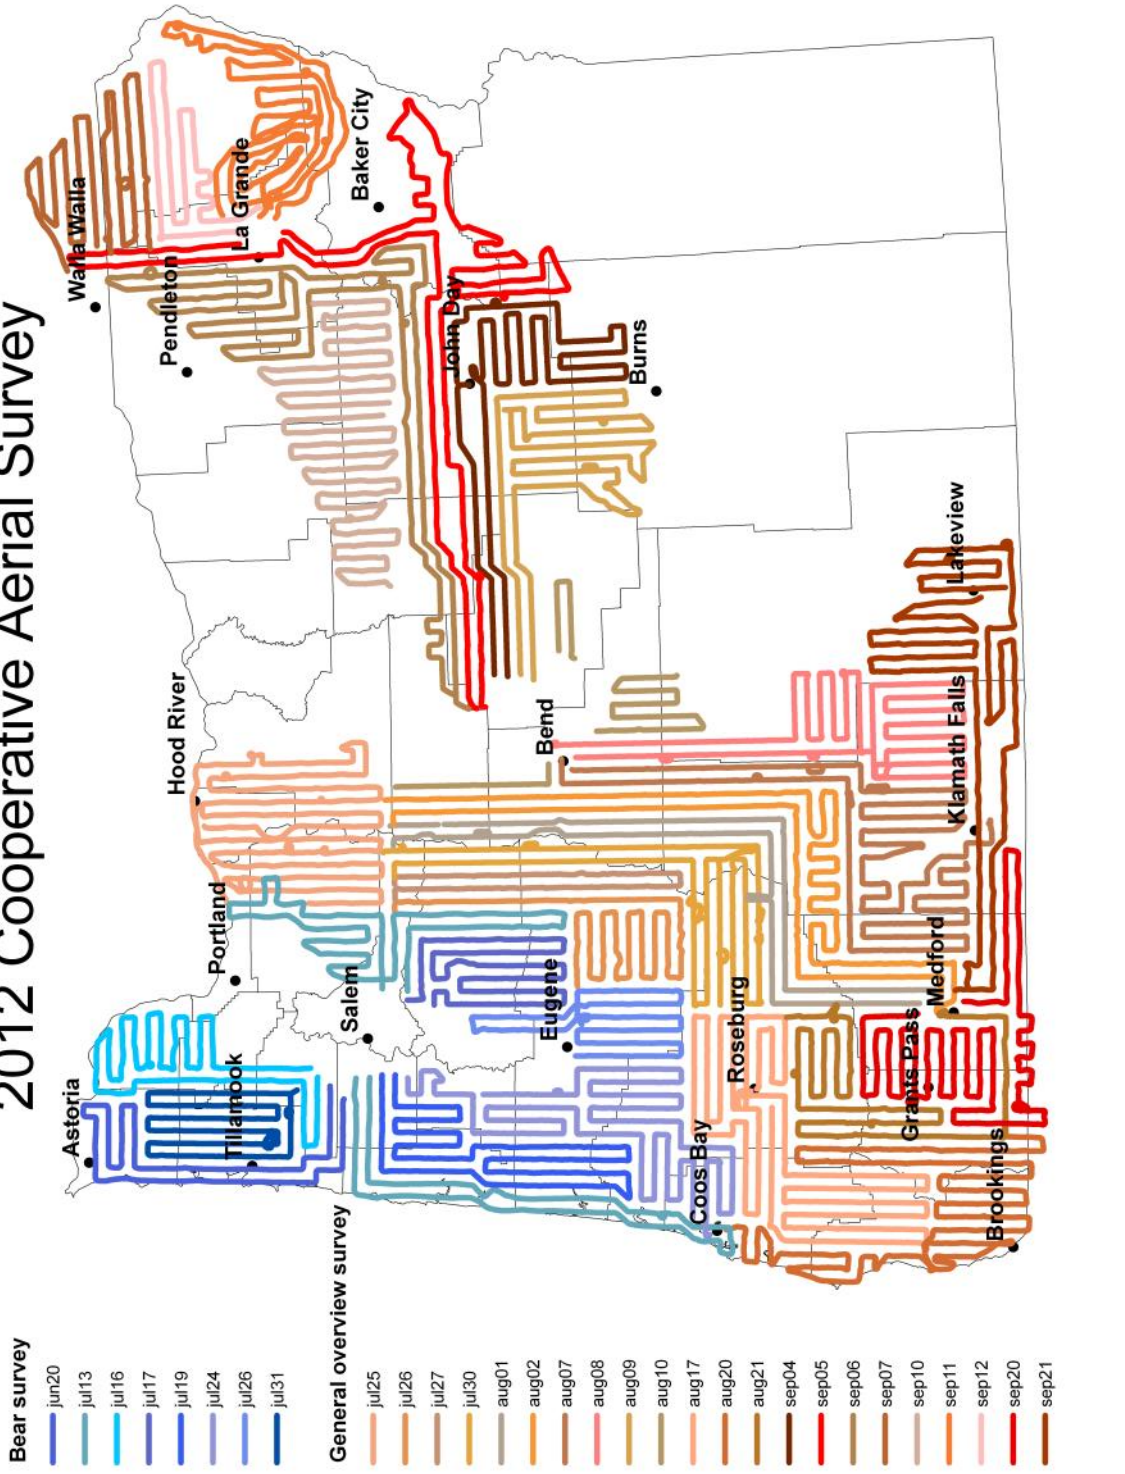 2012 Cooperative Aerial Survey
Bear survey
jun20
jul13
jul16
jul17
jul19
jul24
jul26
jul31
General overview survey
jul25
jul26
jul27
jul30
aug01
aug02
aug07
aug08
aug09
aug10
aug17
aug20
aug21
sep04
sep05
sep06
sep07
sep10
sep11
sep12
sep20
sep21
Astoria
Tillamook
Portland
Hood River
Pendleton
Walla Walla
La Grande
Baker City
Salem
John Day
Eugene
Bend
Burns
Coos Bay
Roseburg
Grants Pass
Medford
Klamath Falls
Lakeview
Brookings